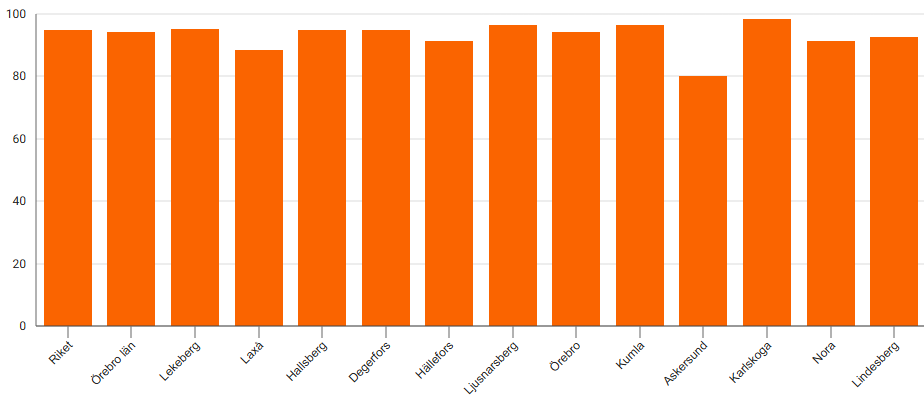 100
80
60
40
20
0
Riket
Örebro län
Lekeberg
Laxå
Hallsberg
Degerfors
Hällefors
Ljusnarsberg
Örebro
Kumla
Askersund
Karlskoga
Nora
Lindesberg